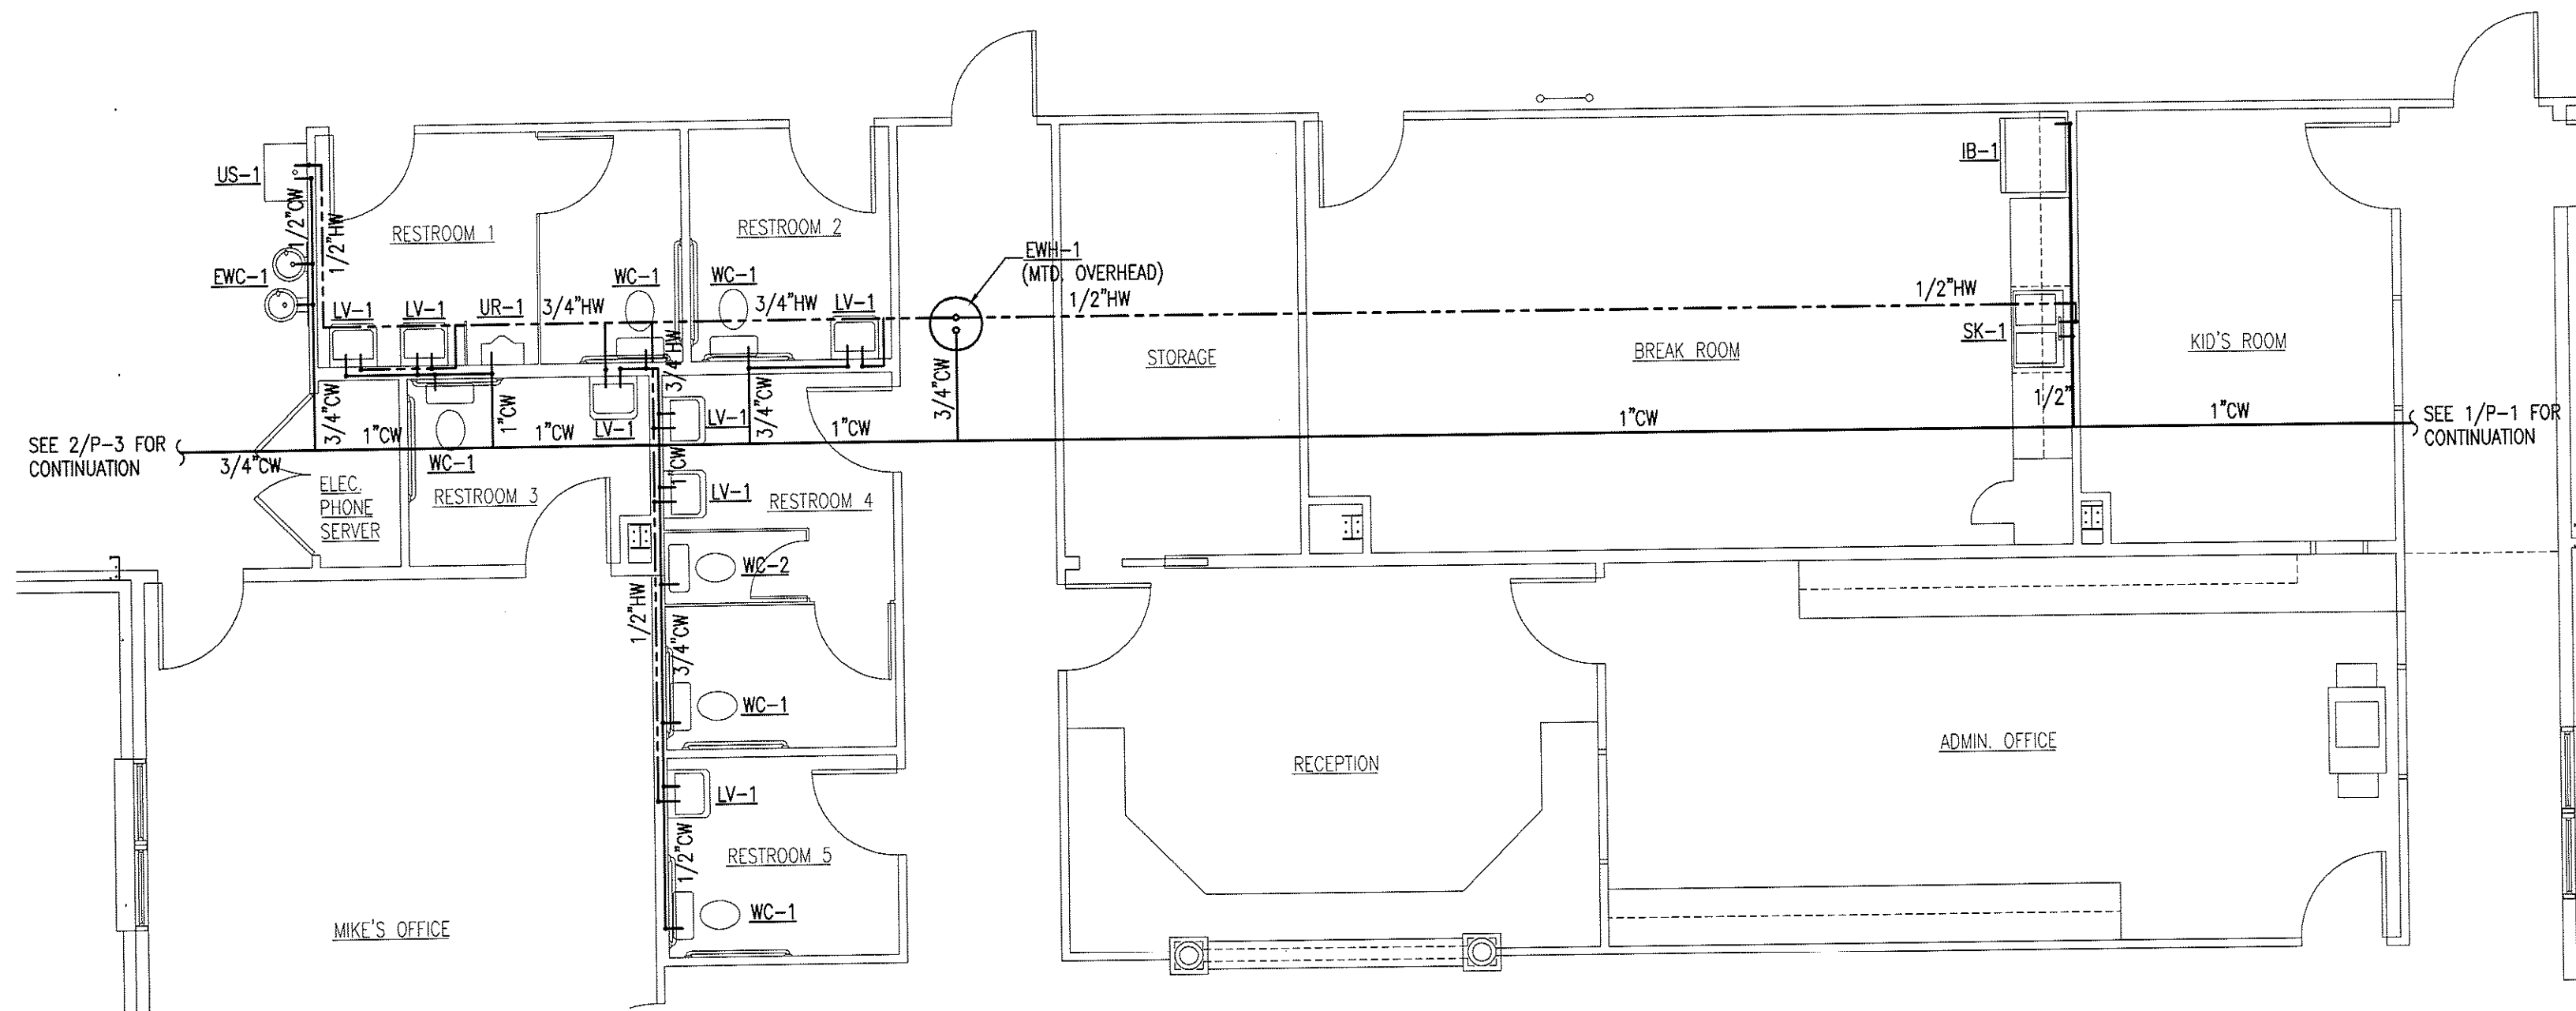 US-1
1/2"CW
1/2"HW
EWC-1
RESTROOM 1
LV-1
LV-1
UR-1
3/4"HW
WC-1
RESTROOM 2
WC-1
3/4"HW
LV-1
EWH-1
(MTD. OVERHEAD)
1/2"HW
IB-1
1/2"HW
SK-1
STORAGE
BREAK ROOM
KID'S ROOM
3/4"CW
1"CW
1"CW
1"CW
LV-1
3/4"HW
LV-1
3/4"CW
1"CW
3/4"CW
1"CW
1/2"
1"CW
SEE 2/P-3 FOR
CONTINUATION
3/4"CW
SEE 1/P-1 FOR
CONTINUATION
WC-1
RESTROOM 3
ELEC.
PHONE
SERVER
LV-1
RESTROOM 4
WC-2
1/2"HW
3/4"CW
WC-1
LV-1
1/2"CW
RESTROOM 5
WC-1
MIKE'S OFFICE
RECEPTION
ADMIN. OFFICE